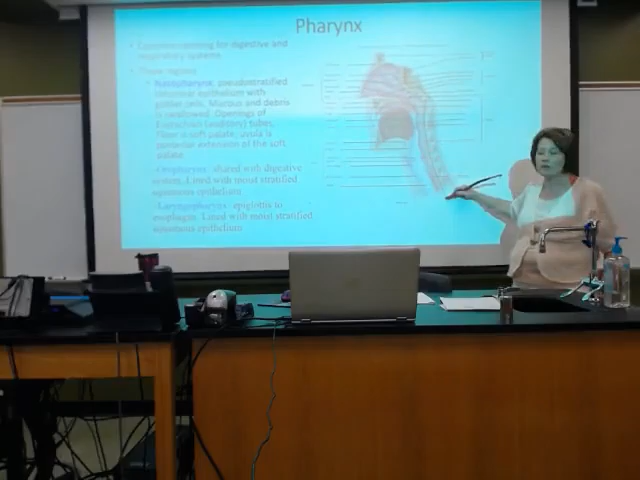 Pharynx
• Common opening for digestive and
respiratory systems
• Three regions
• Nasopharynx: pseudostratified
columnar epithelium with
goblet cells. Mucous and debris
is swallowed. Openings of
Eustachian (auditory) tubes.
Floor is soft palate, uvula is
posterior extension of the soft
palate.
Oropharynx: shared with digestive
system. Lined with moist stratified
squamous epithelium
Laryngopharynx: epiglottis to
esophagus. Lined with moist stratified
squamous epithelium